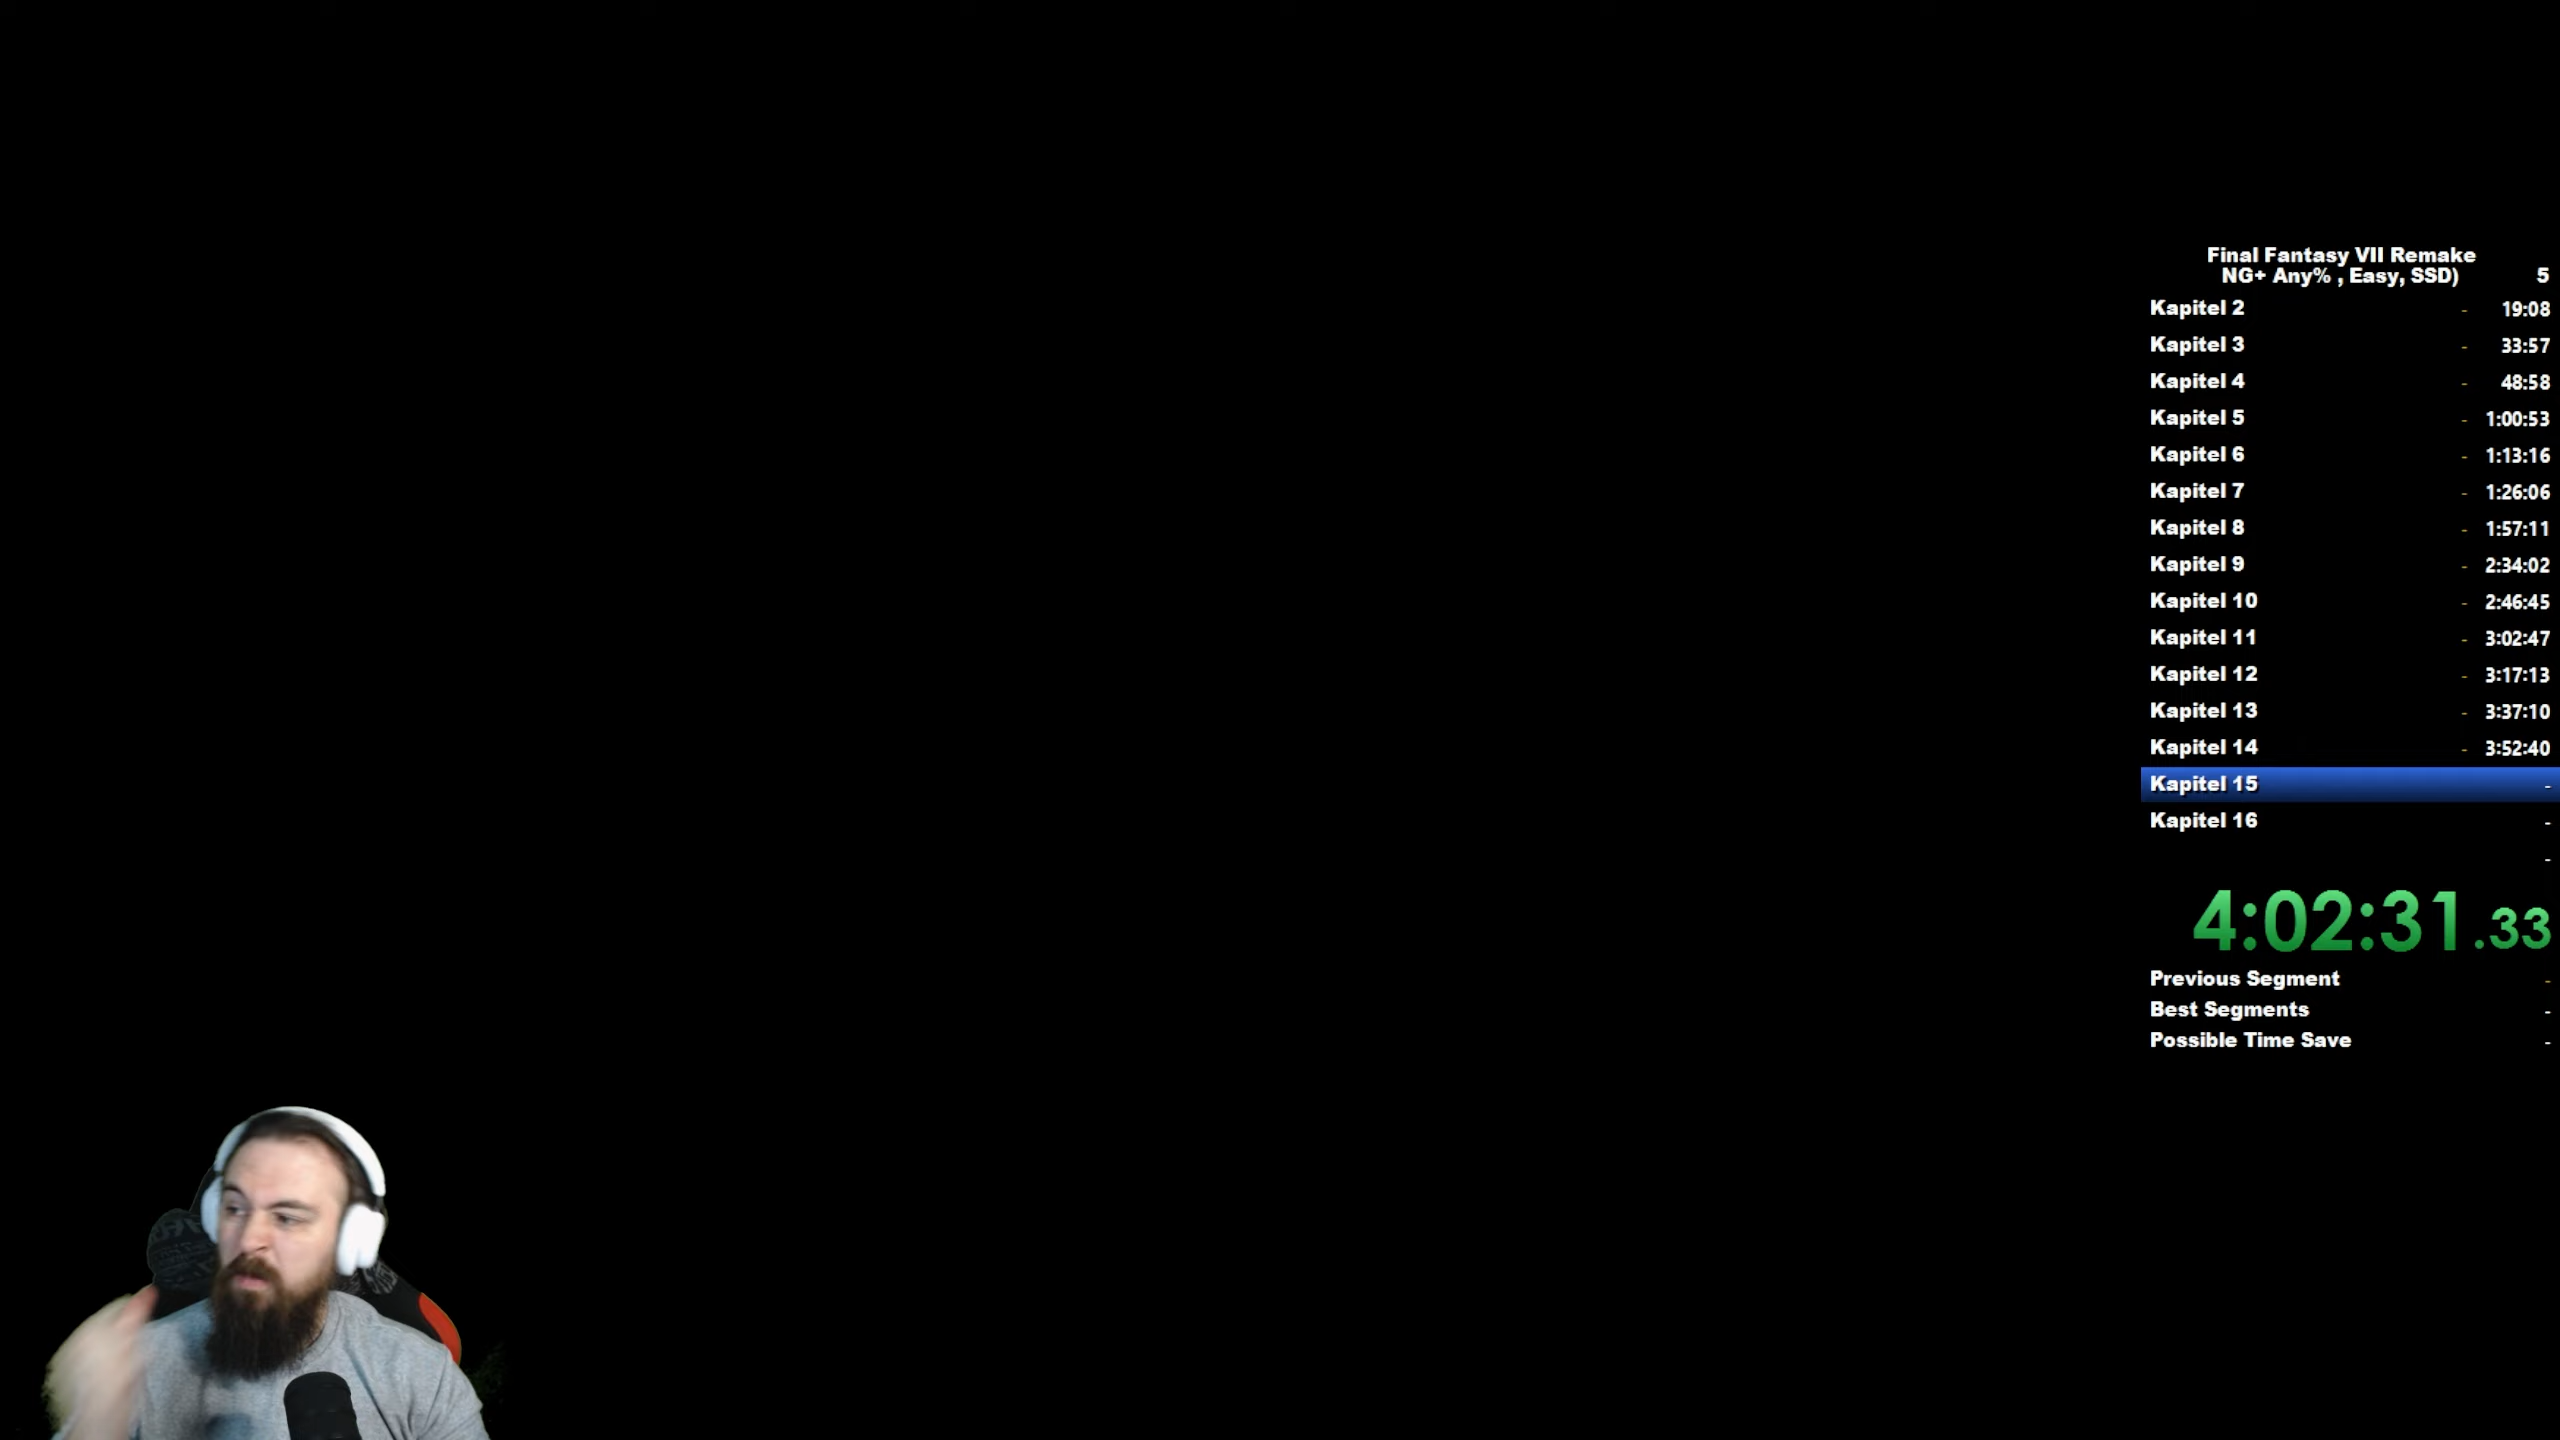 Final Fantasy VII Remake
NG+ Any% , Easy, SSD) 5
Kapitel 2 - 19:08
Kapitel 3 - 33:57
Kapitel 4 - 48:58
Kapitel 5 - 1:00:53
Kapitel 6 - 1:13:16
Kapitel 7 - 1:26:06
Kapitel 8 - 1:57:11
Kapitel 9 - 2:34:02
Kapitel 10 - 2:46:45
Kapitel 11 - 3:02:47
Kapitel 12 - 3:17:13
Kapitel 13 - 3:37:10
Kapitel 14 - 3:52:40
Kapitel 15 -
Kapitel 16 -
-
4:02:31.33
Previous Segment -
Best Segments -
Possible Time Save -